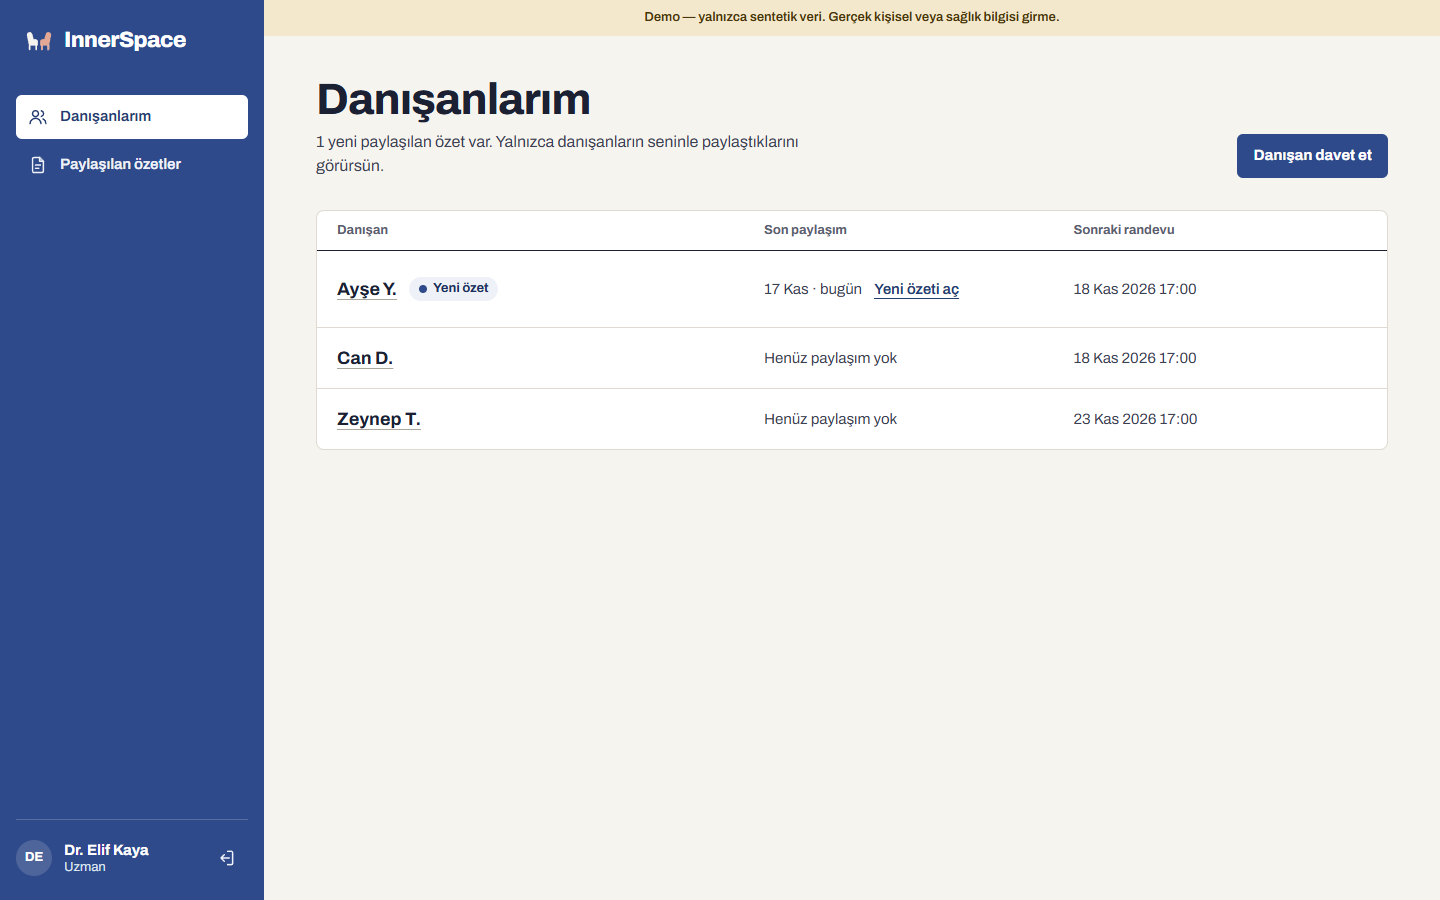 Demo — yalnızca sentetik veri. Gerçek kişisel veya sağlık bilgisi girme.
InnerSpace
Danışanlarım
Paylaşılan özetler
Danışanlarım
1 yeni paylaşılan özet var. Yalnızca danışanların seninle paylaştıklarını
görürsün.
Danışan davet et
Danışan Son paylaşım Sonraki randevu
Ayşe Y. Yeni özet 17 Kas · bugün Yeni özeti aç 18 Kas 2026 17:00
Can D. Henüz paylaşım yok 18 Kas 2026 17:00
Zeynep T. Henüz paylaşım yok 23 Kas 2026 17:00
DE
Dr. Elif Kaya
Uzman